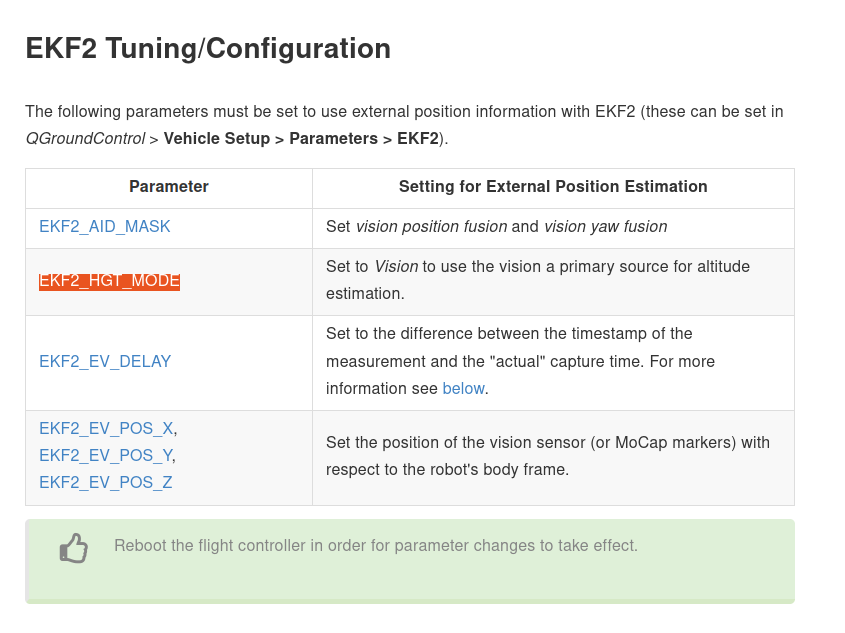 EKF2 Tuning/Configuration
The following parameters must be set to use external position information with EKF2 (these can be set in
QGroundControl > Vehicle Setup > Parameters > EKF2).
Parameter
Setting for External Position Estimation
EKF2_AID_MASK
Set vision position fusion and vision yaw fusion
EKF2_HGT_MODE
Set to Vision to use the vision a primary source for altitude
estimation.
EKF2_EV_DELAY
Set to the difference between the timestamp of the
measurement and the "actual" capture time. For more
information see below.
EKF2_EV_POS_X,
EKF2_EV_POS_Y,
EKF2_EV_POS_Z
Set the position of the vision sensor (or MoCap markers) with
respect to the robot's body frame.
Reboot the flight controller in order for parameter changes to take effect.